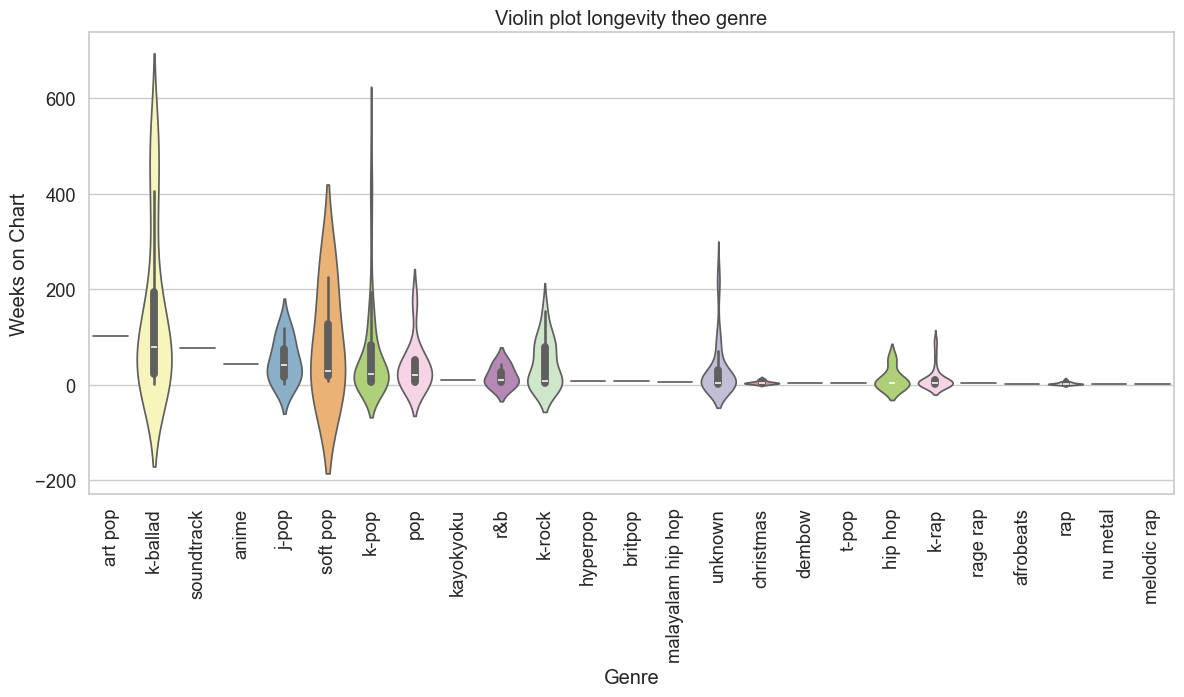 Violin plot longevity theo genre
Weeks on Chart
600
400
200
0
−200
art pop
k-ballad
soundtrack
anime
j-pop
soft pop
k-pop
pop
kayokyoku
r&b
k-rock
hyperpop
britpop
malayalam hip hop
unknown
christmas
dembow
t-pop
hip hop
k-rap
rage rap
afrobeats
rap
nu metal
melodic rap
Genre